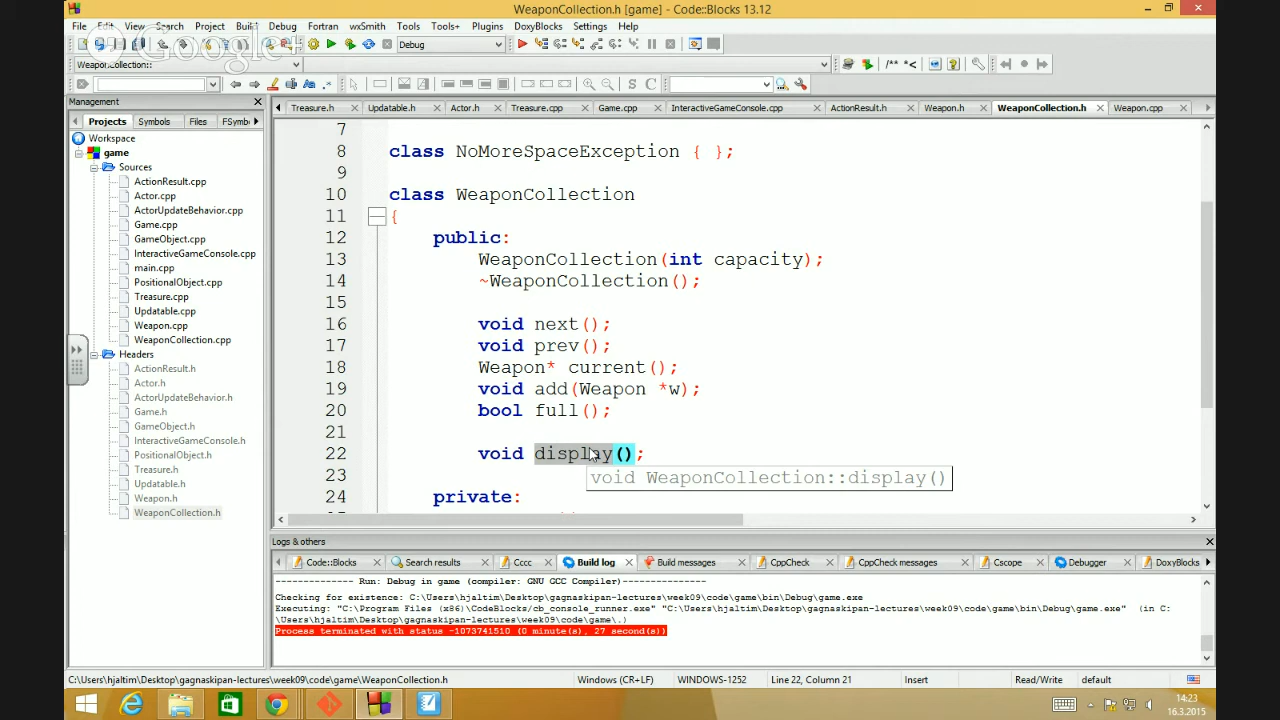 WeaponCollection.h [game] - Code::Blocks 13.12
File Edit View Search Project Build Debug Fortran wxSmith Tools Tools+ Plugins DoxyBlocks Settings Help
Google+
Debug
WeaponCollection::
/** *<
S C
Management
Projects Symbols Files FSymb
Workspace
game
Sources
ActionResult.cpp
Actor.cpp
ActorUpdateBehavior.cpp
Game.cpp
GameObject.cpp
InteractiveGameConsole.cpp
main.cpp
PositionalObject.cpp
Treasure.cpp
Updatable.cpp
Weapon.cpp
WeaponCollection.cpp
Headers
ActionResult.h
Actor.h
ActorUpdateBehavior.h
Game.h
GameObject.h
InteractiveGameConsole.h
PositionalObject.h
Treasure.h
Updatable.h
Weapon.h
WeaponCollection.h
Treasure.h Updatable.h Actor.h Treasure.cpp Game.cpp InteractiveGameConsole.cpp ActionResult.h Weapon.h WeaponCollection.h Weapon.cpp
7
8 class NoMoreSpaceException { };
9
10 class WeaponCollection
11 {
12 public:
13 WeaponCollection(int capacity);
14 ~WeaponCollection();
15
16 void next();
17 void prev();
18 Weapon* current();
19 void add(Weapon *w);
20 bool full();
21
22 void display();
23 void WeaponCollection::display()
24 private:
Logs & others
Code::Blocks Search results Cccc Build log Build messages CppCheck CppCheck messages Cscope Debugger DoxyBlocks
-------------- Run: Debug in game (compiler: GNU GCC Compiler)---------------
Checking for existence: C:\Users\hjaltim\Desktop\gagnaskipan-lectures\week09\code\game\bin\Debug\game.exe
Executing: "C:\Program Files (x86)\CodeBlocks/cb_console_runner.exe" "C:\Users\hjaltim\Desktop\gagnaskipan-lectures\week09\code\game\bin\Debug\game.exe" (in C:
\Users\hjaltim\Desktop\gagnaskipan-lectures\week09\code\game\.)
Process terminated with status -1073741510 (0 minute(s), 27 second(s))
C:\Users\hjaltim\Desktop\gagnaskipan-lectures\week09\code\game\WeaponCollection.h Windows (CR+LF) WINDOWS-1252 Line 22, Column 21 Insert Read/Write default
14:23
16.3.2015